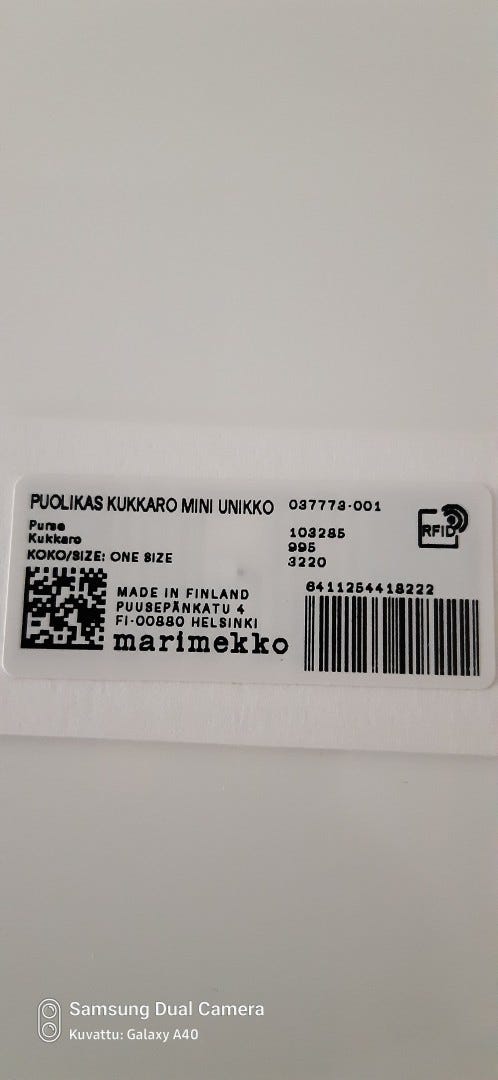 PUOLIKAS KUKKARO MINI UNIKKO 037773-001
Purse
Kukkaro
KOKO/SIZE: ONE SIZE
103285
995
3220
RFID
6411254418222
MADE IN FINLAND
PUUSEPÄNKATU 4
FI-00880 HELSINKI
marimekko
Samsung Dual Camera
Kuvattu: Galaxy A40